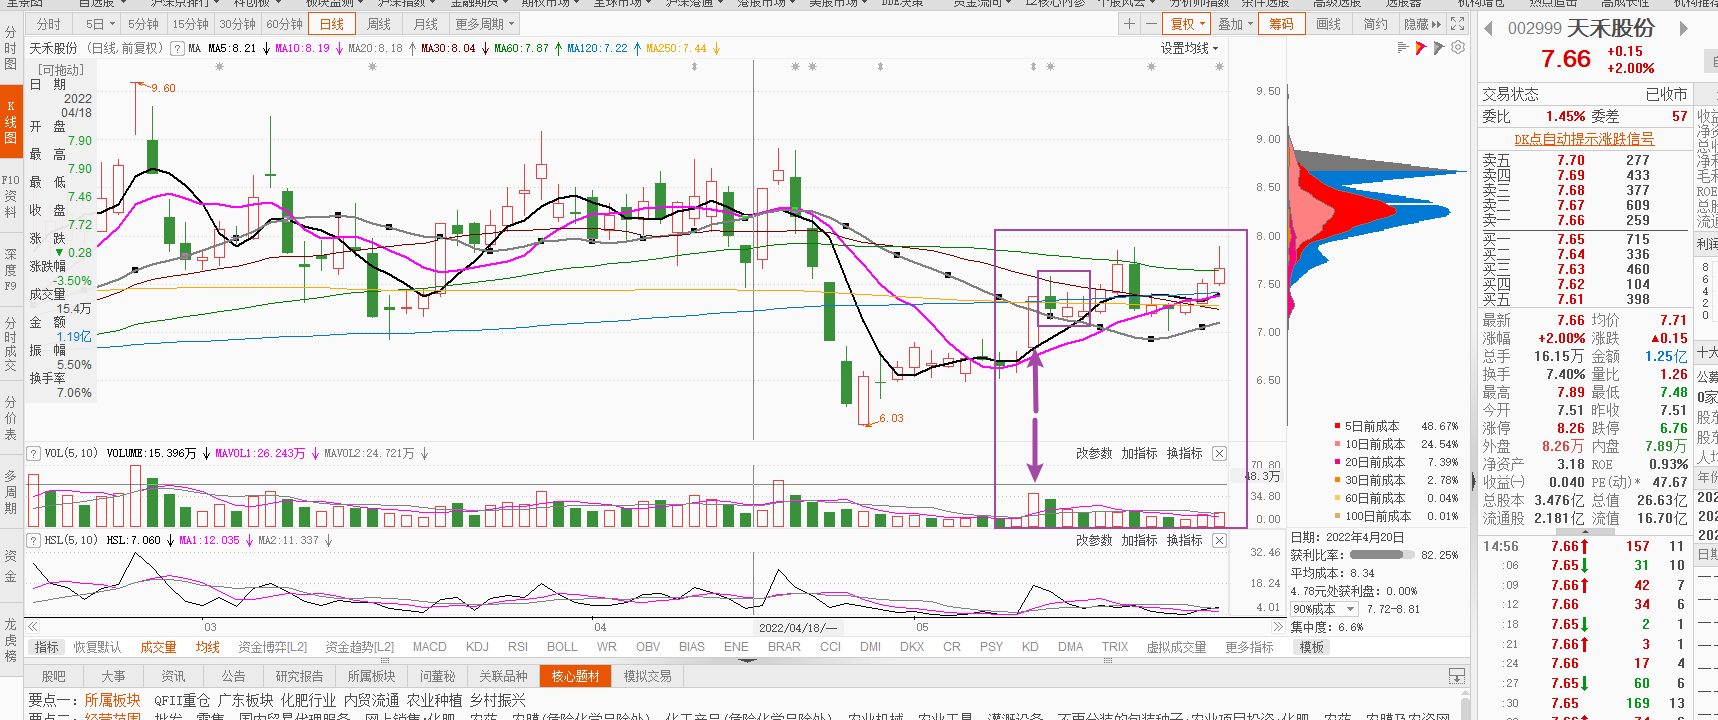 分时 5日 5分钟 15分钟 30分钟 60分钟 日线 周线 月线 更多周期 复权 叠加 筹码 画线 简约 隐藏
天禾股份 (日线,前复权) ? MA MA5:8.21 ↓ MA10:8.19 ↓ MA20:8.18 ↑ MA30:8.04 ↓ MA60:7.87 ↑ MA120:7.22 ↑ MA250:7.44 ↓ 设置均线
分时图
K线图
F10资料
深度F9
分时成交
分价表
多周期
资金
龙虎榜
[可拖动]
日 期
2022
04/18
开 盘
7.90
最 高
7.90
最 低
7.46
收 盘
7.72
涨 跌
▼ 0.28
涨跌幅
-3.50%
成交量
15.4万
金 额
1.19亿
振 幅
5.50%
换手率
7.06%
9.60
6.03
9.50
9.00
8.50
8.00
7.50
7.00
6.50
? VOL(5,10) VOLUME:15.396万 ↓ MAVOL1:26.243万 ↓ MAVOL2:24.721万 ↓ 改参数 加指标 换指标
70.80
48.3万
34.80
0.00
? HSL(5,10) HSL:7.060 ↓ MA1:12.035 ↓ MA2:11.337 ↓ 改参数 加指标 换指标
32.46
18.24
4.01
03 04 2022/04/18/一 05
指标 恢复默认 成交量 均线 资金博弈[L2] 资金趋势[L2] MACD KDJ RSI BOLL WR OBV BIAS ENE BRAR CCI DMI DKX CR PSY KD DMA TRIX 虚拟成交量 更多指标 模板
股吧 大事 资讯 公告 研究报告 所属板块 问董秘 关联品种 核心题材 模拟交易
要点一: 所属板块 QFII重仓 广东板块 化肥行业 内贸流通 农业种植 乡村振兴
5日前成本 48.67%
10日前成本 24.54%
20日前成本 7.39%
30日前成本 2.78%
60日前成本 0.04%
100日前成本 0.01%
日期: 2022年4月20日
获利比率: 82.25%
平均成本: 8.34
4.78元处获利盘: 0.00%
90%成本 7.72-8.81
集中度: 6.6%
002999 天禾股份
7.66 +0.15
+2.00%
交易状态 已收市
委比 1.45% 委差 57
DK点自动提示涨跌信号
卖五 7.70 277
卖四 7.69 433
卖三 7.68 377
卖二 7.67 609
卖一 7.66 259
买一 7.65 715
买二 7.64 336
买三 7.63 460
买四 7.62 104
买五 7.61 398
最新 7.66 均价 7.71
涨幅 +2.00% 涨跌 ▲0.15
总手 16.15万 金额 1.25亿
换手 7.40% 量比 1.26
最高 7.89 最低 7.48
今开 7.51 昨收 7.51
涨停 8.26 跌停 6.76
外盘 8.26万 内盘 7.89万
净资产 3.18 ROE 0.93%
收益㈠ 0.040 PE(动)* 47.67
总股本 3.476亿 总值 26.63亿
流通股 2.181亿 流值 16.70亿
14:56 7.66↑ 157 11
:06 7.65↓ 31 10
:09 7.66↑ 42 7
:12 7.66 34 6
:18 7.65↓ 2 1
:21 7.66↑ 3 1
:24 7.66 17 4
:27 7.65↓ 60 6
:30 7.65 169 13